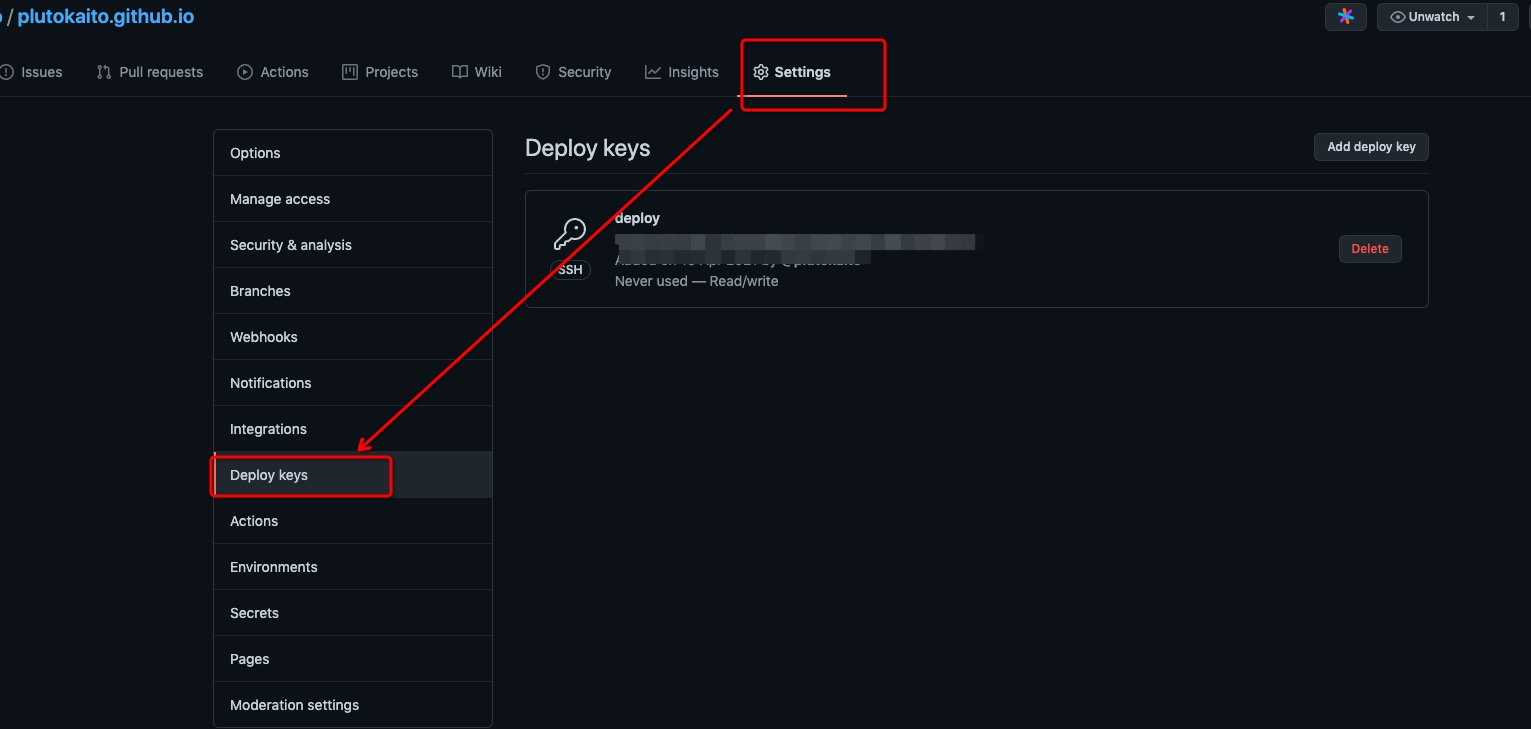 / plutokaito.github.io
Unwatch 1
Issues Pull requests Actions Projects Wiki Security Insights Settings
Options
Manage access
Security & analysis
Branches
Webhooks
Notifications
Integrations
Deploy keys
Actions
Environments
Secrets
Pages
Moderation settings
Deploy keys
Add deploy key
deploy
SSH
Never used — Read/write
Delete